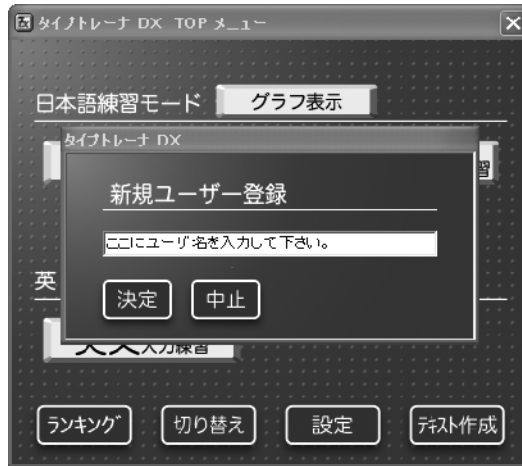 タイプトレーナ DX TOP メニュー
日本語練習モード グラフ表示
タイプトレーナ DX
新規ユーザー登録
ここにユーザ名を入力して下さい。
決定 中止
習
英
英文入力練習
ランキング 切り替え 設定 テキスト作成